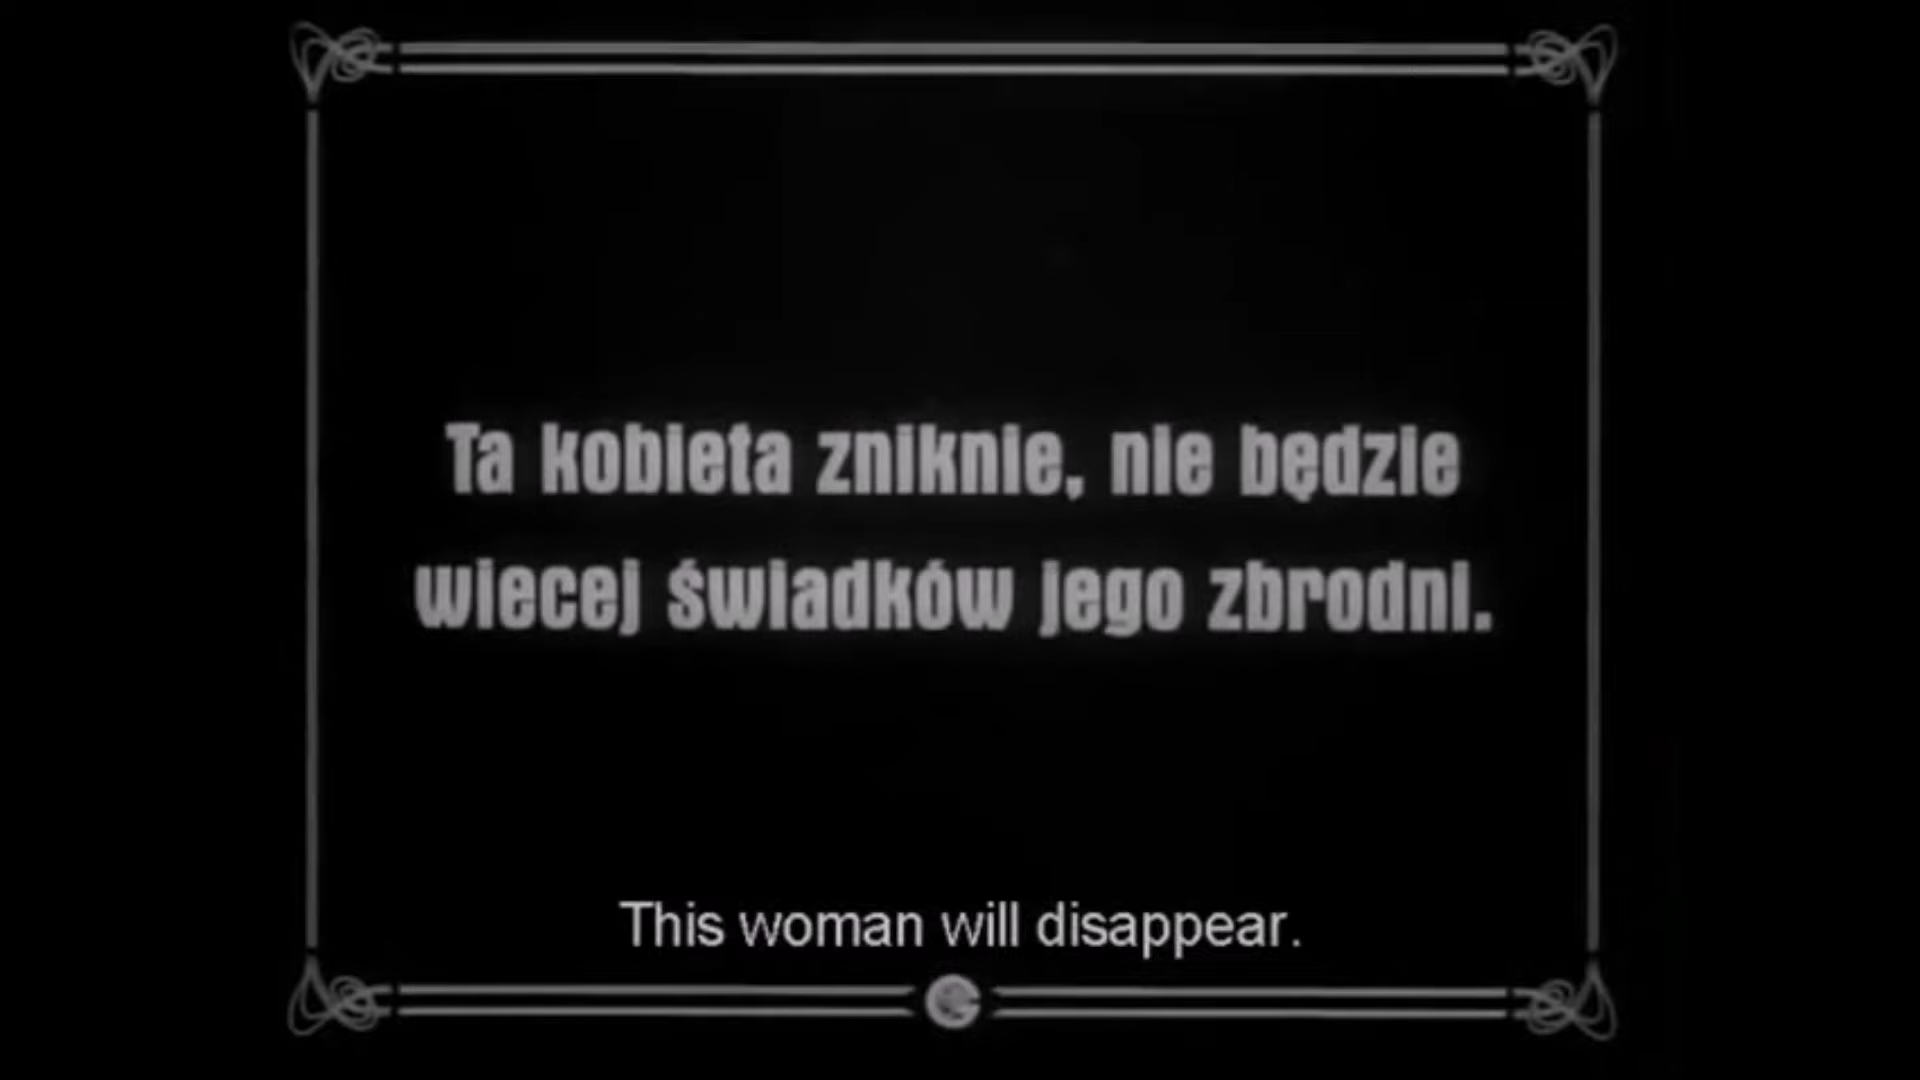 Ta kobieta zniknie, nie będzie
wiecej świadków jego zbrodni.
This woman will disappear.